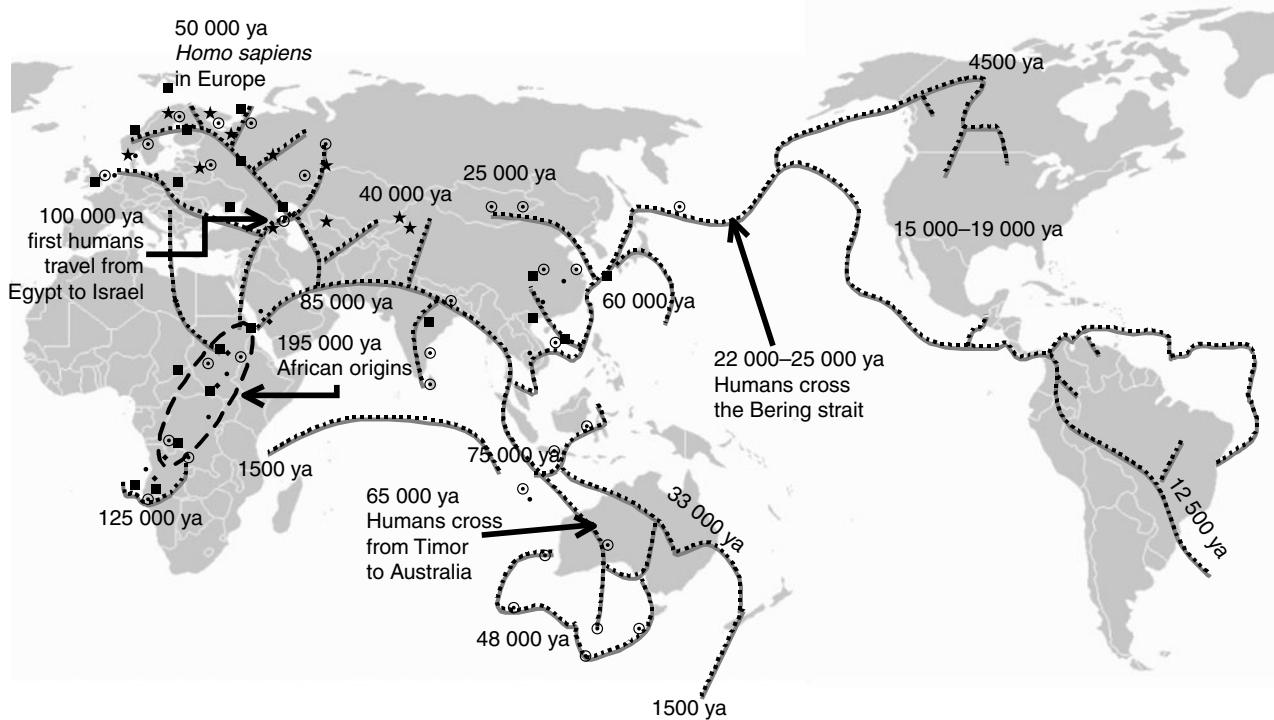 50 000 ya
Homo sapiens
in Europe
4500 ya
25 000 ya
40 000 ya
100 000 ya
first humans
travel from
Egypt to Israel
15 000–19 000 ya
85 000 ya
60 000 ya
195 000 ya
African origins
22 000–25 000 ya
Humans cross
the Bering strait
75 000 ya
1500 ya
65 000 ya
Humans cross
from Timor
to Australia
33 000 ya
12 500 ya
125 000 ya
48 000 ya
1500 ya